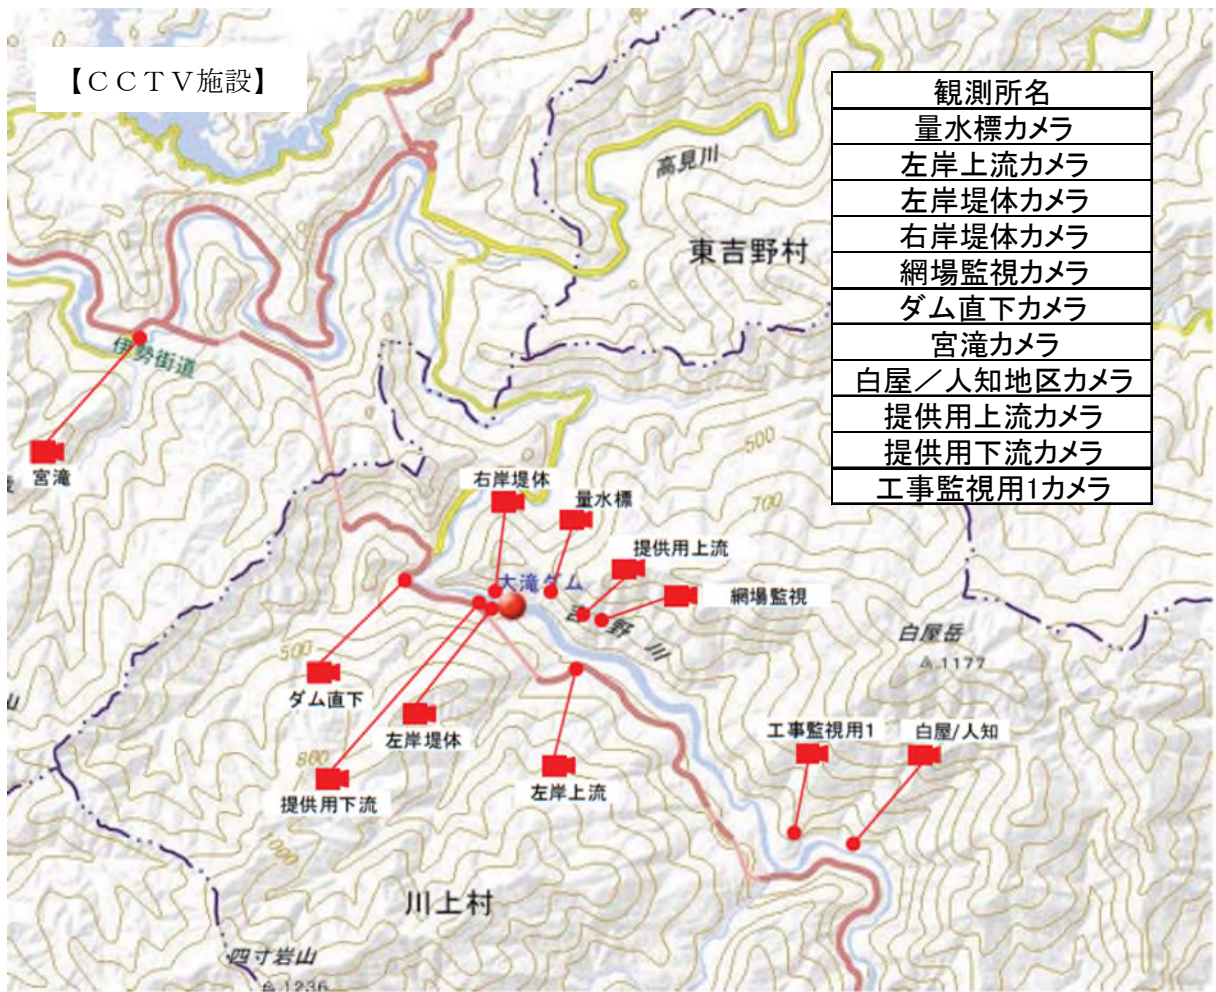 【ＣＣＴＶ施設】
観測所名
量水標カメラ
左岸上流カメラ
左岸堤体カメラ
右岸堤体カメラ
網場監視カメラ
ダム直下カメラ
宮滝カメラ
白屋／人知地区カメラ
提供用上流カメラ
提供用下流カメラ
工事監視用1カメラ
高見川
東吉野村
伊勢街道
宮滝
500
700
右岸堤体
量水標
提供用上流
網場監視
大滝ダム
吉野川
白屋岳
1177
500
ダム直下
左岸堤体
800
提供用下流
左岸上流
工事監視用1
白屋/人知
川上村
四寸岩山
1236